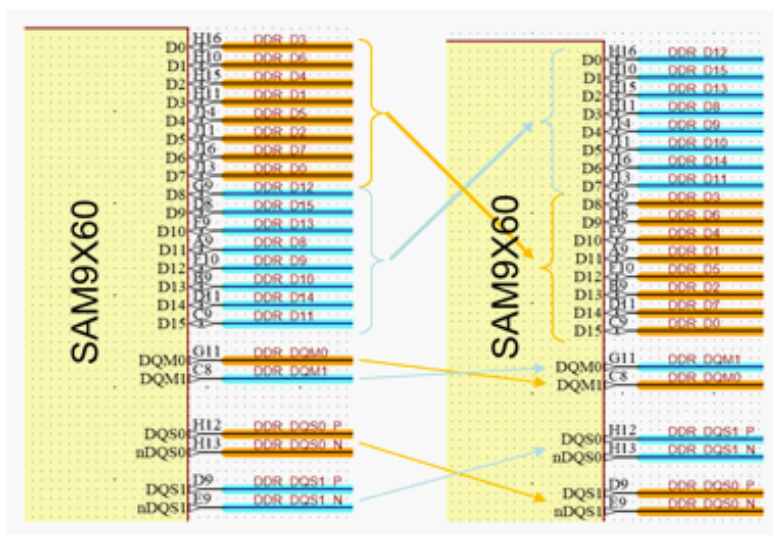 D0 H16 DDR_D3
D1 H10 DDR_D6
D2 H15 DDR_D4
D3 H11 DDR_D1
D4 J14 DDR_D5
D5 J11 DDR_D2
D6 J16 DDR_D7
D7 J13 DDR_D0
D8 G9 DDR_D12
D9 D8 DDR_D15
D10 F9 DDR_D13
D11 A9 DDR_D8
D12 F10 DDR_D9
D13 B9 DDR_D10
D14 D11 DDR_D14
D15 C9 DDR_D11
SAM9X60
DQM0 G11 DDR_DQM0
DQM1 C8 DDR_DQM1
DQS0 H12 DDR_DQS0_P
nDQS0 H13 DDR_DQS0_N
DQS1 D9 DDR_DQS1_P
nDQS1 E9 DDR_DQS1_N
D0 H16 DDR_D12
D1 H10 DDR_D15
D2 H15 DDR_D13
D3 H11 DDR_D8
D4 J14 DDR_D9
D5 J11 DDR_D10
D6 J16 DDR_D14
D7 J13 DDR_D11
D8 G9 DDR_D3
D9 D8 DDR_D6
D10 F9 DDR_D4
D11 A9 DDR_D1
D12 F10 DDR_D5
D13 B9 DDR_D2
D14 D11 DDR_D7
D15 C9 DDR_D0
SAM9X60
DQM0 G11 DDR_DQM1
DQM1 C8 DDR_DQM0
DQS0 H12 DDR_DQS1_P
nDQS0 H13 DDR_DQS1_N
DQS1 D9 DDR_DQS0_P
nDQS1 E9 DDR_DQS0_N